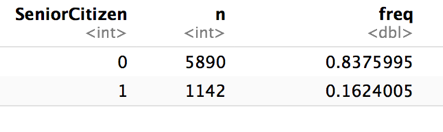 SeniorCitizen n freq
<int> <int> <dbl>
0 5890 0.8375995
1 1142 0.1624005